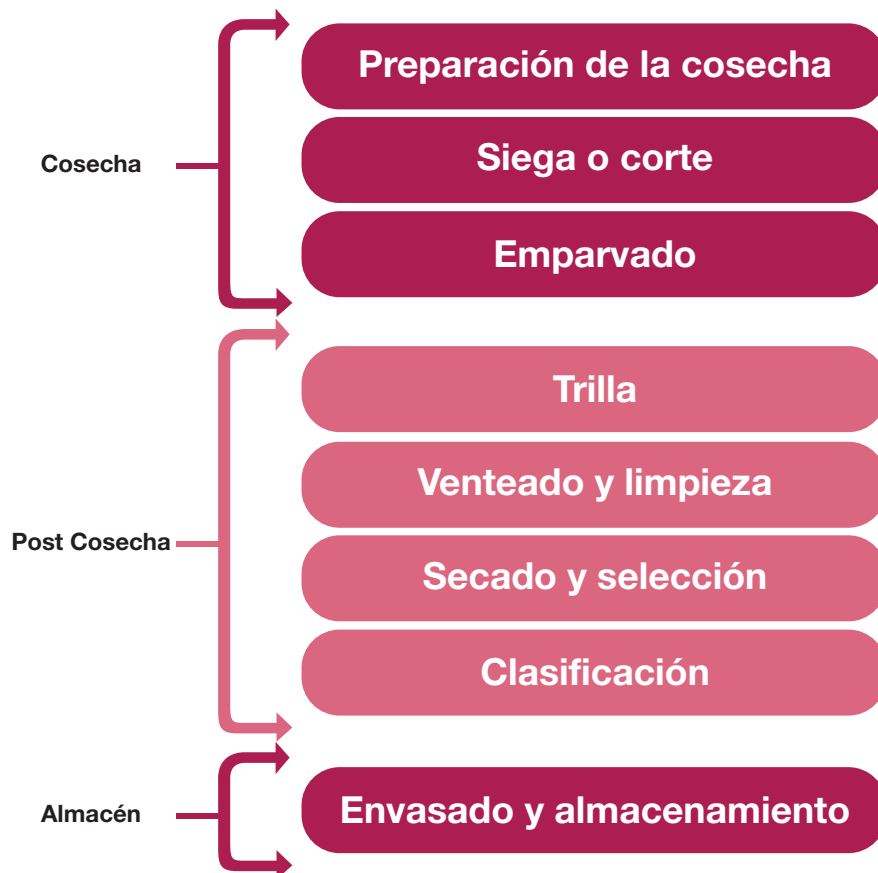 Cosecha
Preparación de la cosecha
Siega o corte
Emparvado
Post Cosecha
Trilla
Venteado y limpieza
Secado y selección
Clasificación
Almacén
Envasado y almacenamiento